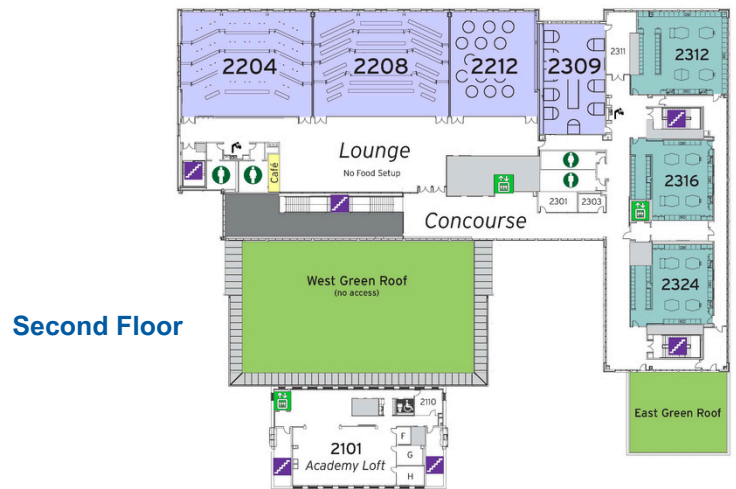 2204
2208
2212
2309
2311
2312
Lounge
No Food Setup
Café
2316
2301
2303
Concourse
West Green Roof
(no access)
2324
Second Floor
East Green Roof
2110
F
2101
Academy Loft
G
H